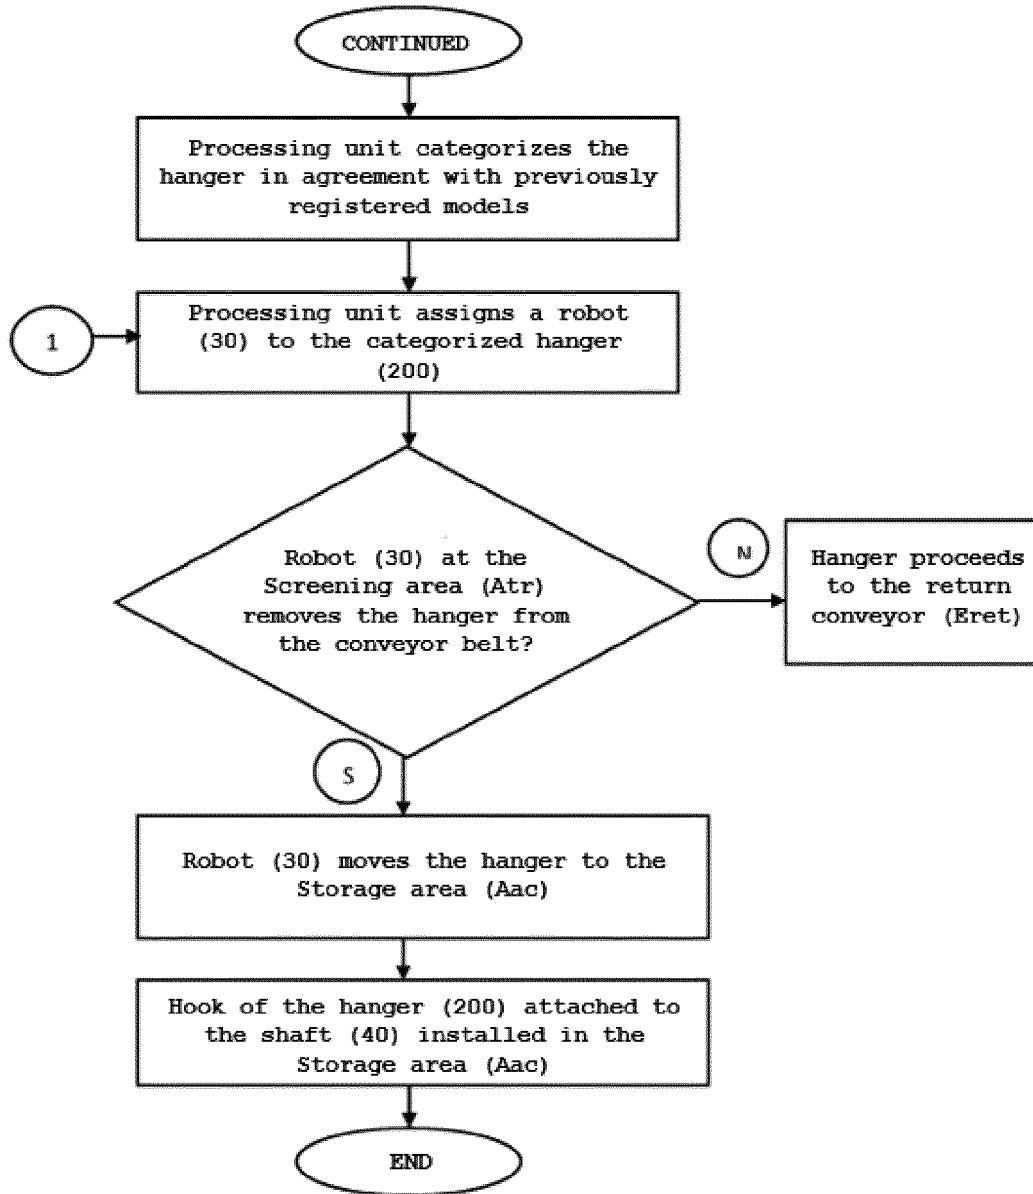 CONTINUED
Processing unit categorizes the
hanger in agreement with previously
registered models
1
Processing unit assigns a robot
(30) to the categorized hanger
(200)
Robot (30) at the
Screening area (Atr)
removes the hanger from
the conveyor belt?
N
Hanger proceeds
to the return
conveyor (Eret)
S
Robot (30) moves the hanger to the
Storage area (Aac)
Hook of the hanger (200) attached to
the shaft (40) installed in the
Storage area (Aac)
END